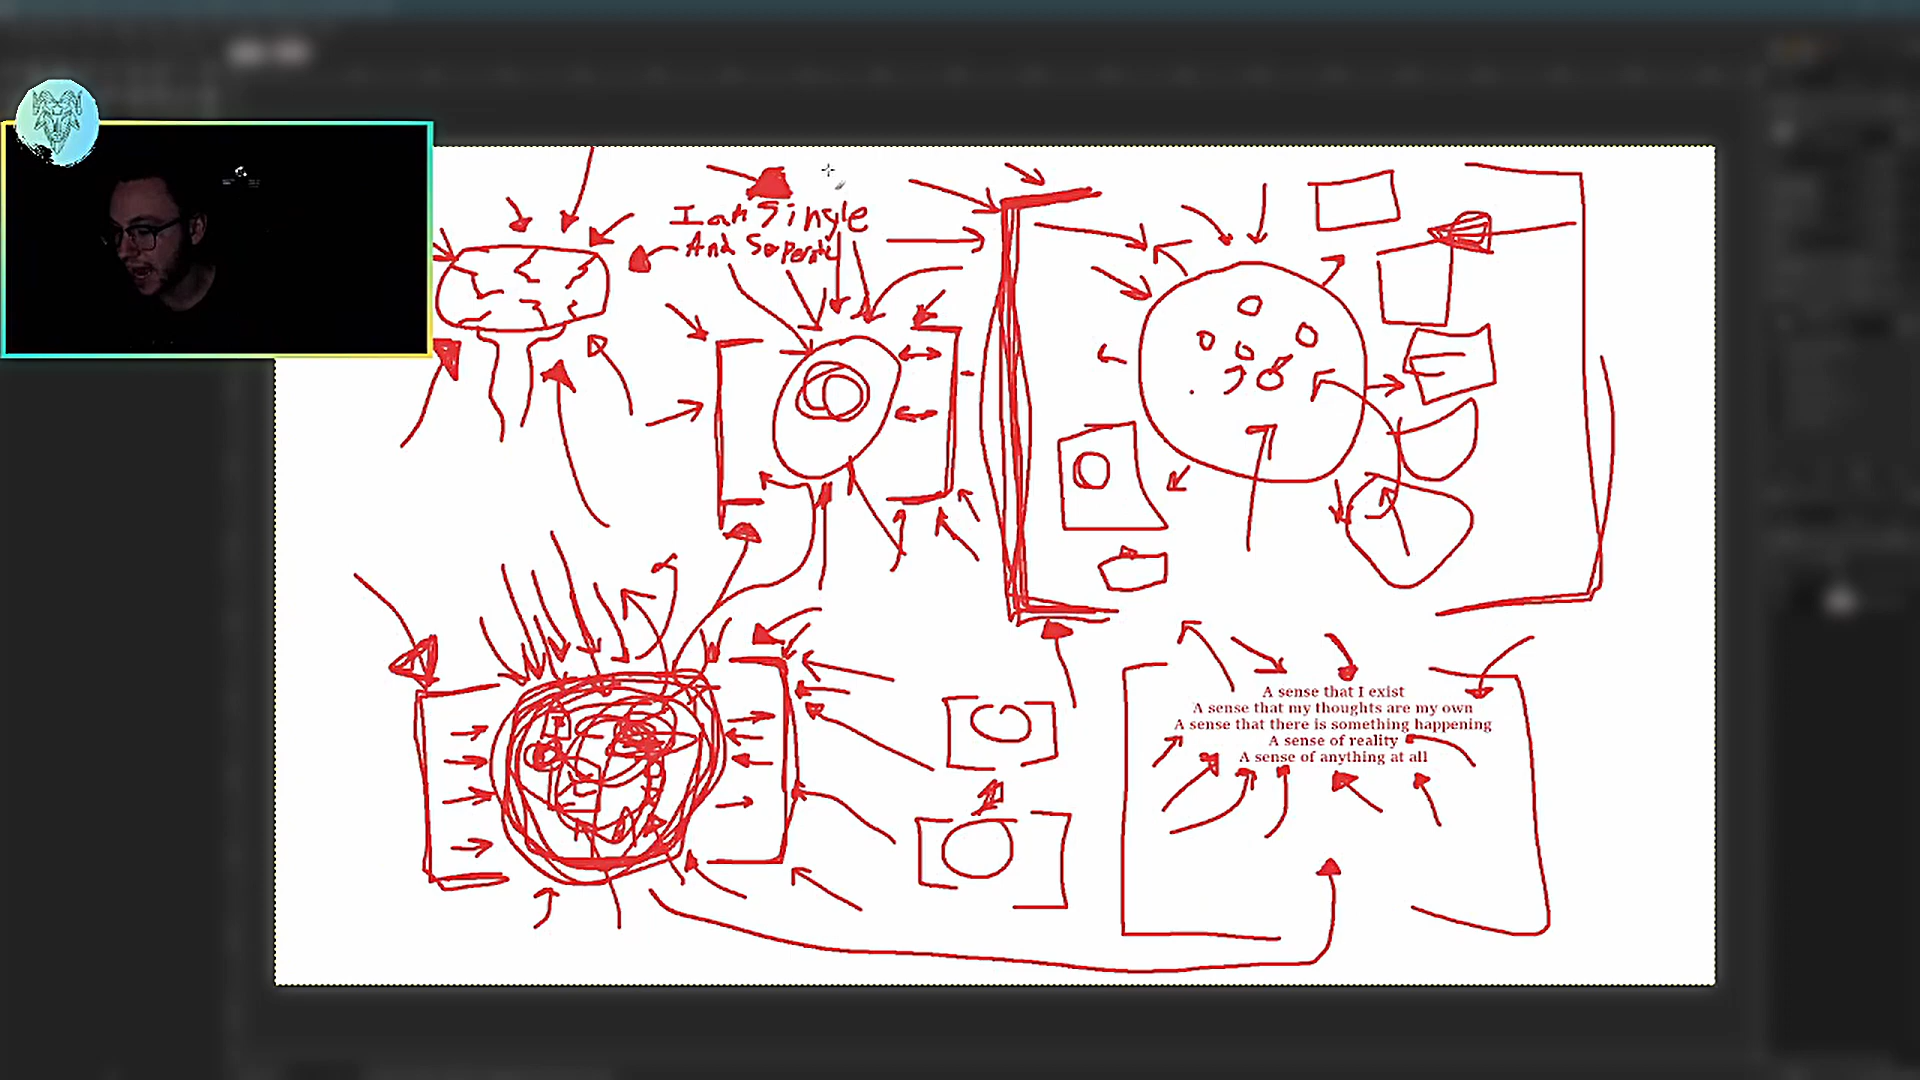 I am Single
And Seperate
A sense that I exist
A sense that my thoughts are my own
A sense that there is something happening
A sense of reality
A sense of anything at all